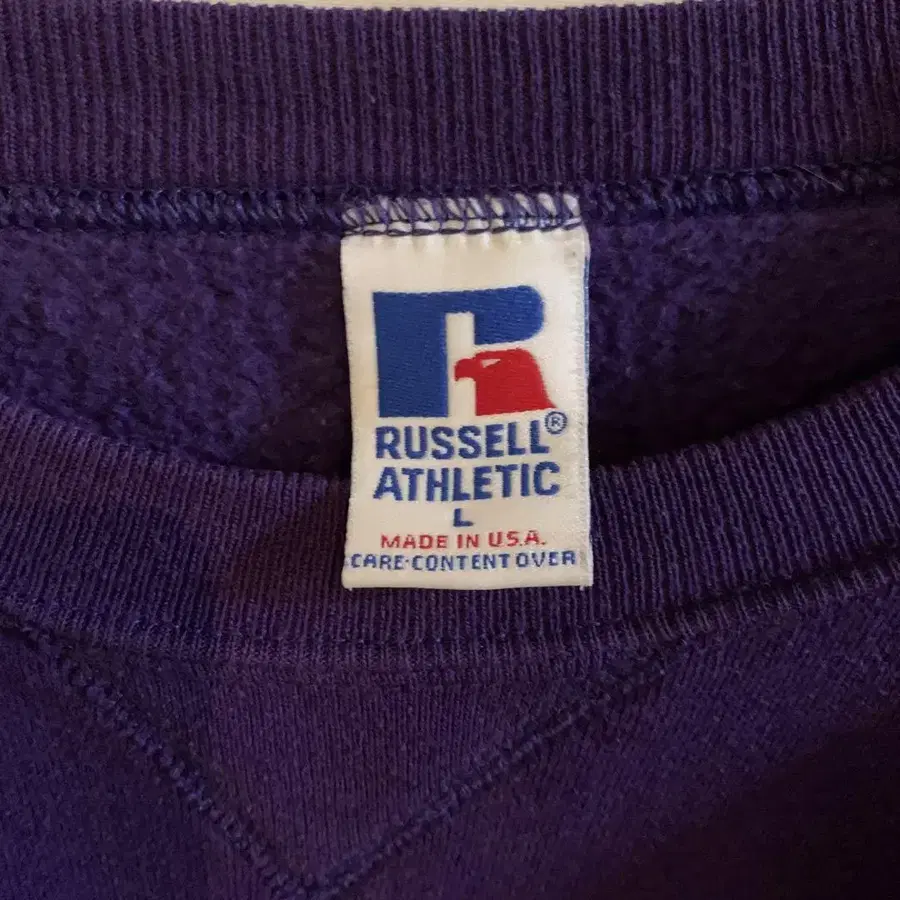 R
RUSSELL®
ATHLETIC
L
MADE IN U.S.A.
CARE·CONTENT OVER